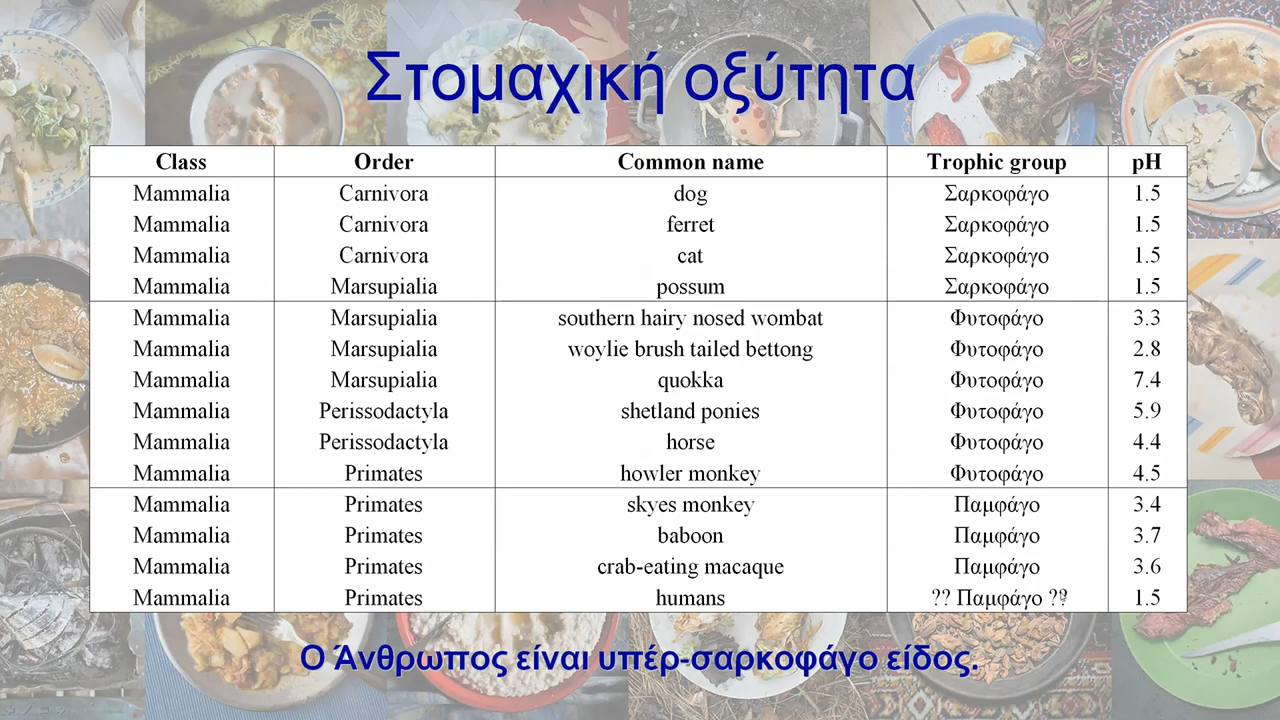 Στομαχική οξύτητα
Class Order Common name Trophic group pH
Mammalia Carnivora dog Σαρκοφάγο 1.5
Mammalia Carnivora ferret Σαρκοφάγο 1.5
Mammalia Carnivora cat Σαρκοφάγο 1.5
Mammalia Marsupialia possum Σαρκοφάγο 1.5
Mammalia Marsupialia southern hairy nosed wombat Φυτοφάγο 3.3
Mammalia Marsupialia woylie brush tailed bettong Φυτοφάγο 2.8
Mammalia Marsupialia quokka Φυτοφάγο 7.4
Mammalia Perissodactyla shetland ponies Φυτοφάγο 5.9
Mammalia Perissodactyla horse Φυτοφάγο 4.4
Mammalia Primates howler monkey Φυτοφάγο 4.5
Mammalia Primates skyes monkey Παμφάγο 3.4
Mammalia Primates baboon Παμφάγο 3.7
Mammalia Primates crab-eating macaque Παμφάγο 3.6
Mammalia Primates humans ?? Παμφάγο ?? 1.5
Ο Άνθρωπος είναι υπέρ-σαρκοφάγο είδος.